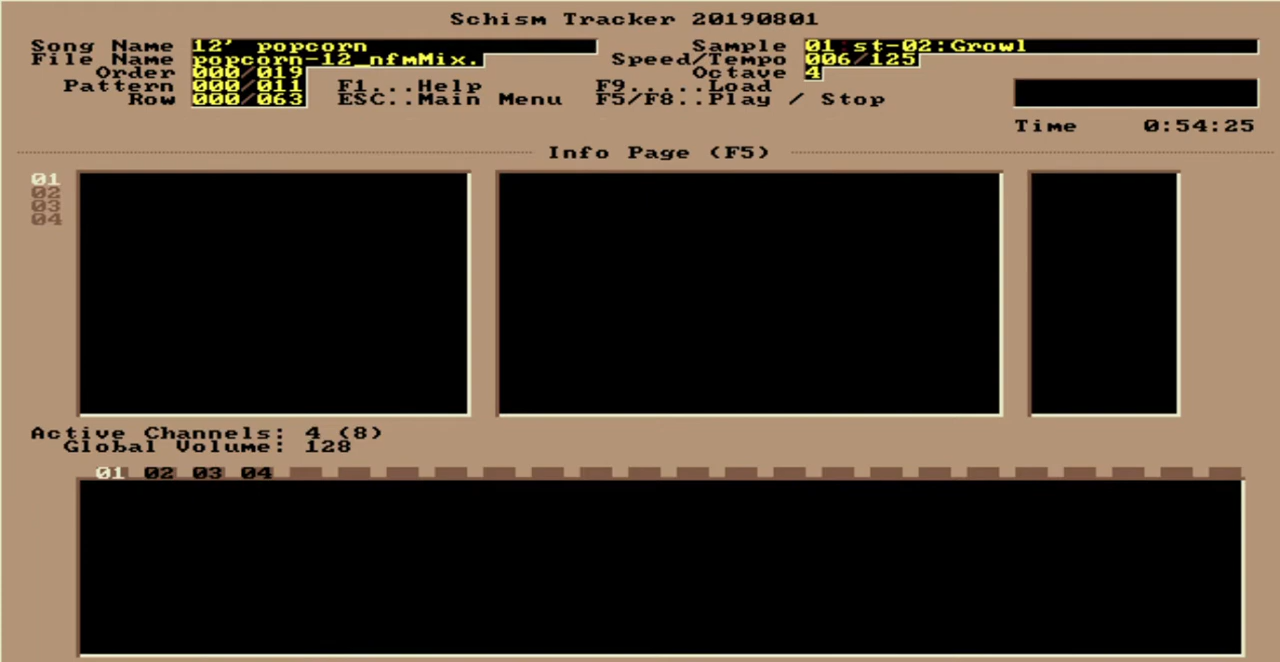 Schism Tracker 20190801
Song Name 12' popcorn Sample 01:st-02:Growl
File Name popcorn-12_nfmMix. Speed/Tempo 006/125
Order 000/019 Octave 4
Pattern 000/011 F1...Help F9.....Load
Row 000/063 ESC..Main Menu F5/F8..Play / Stop
Time 0:54:25
Info Page (F5)
01
02
03
04
Active Channels: 4 (8)
Global Volume: 128
01 02 03 04